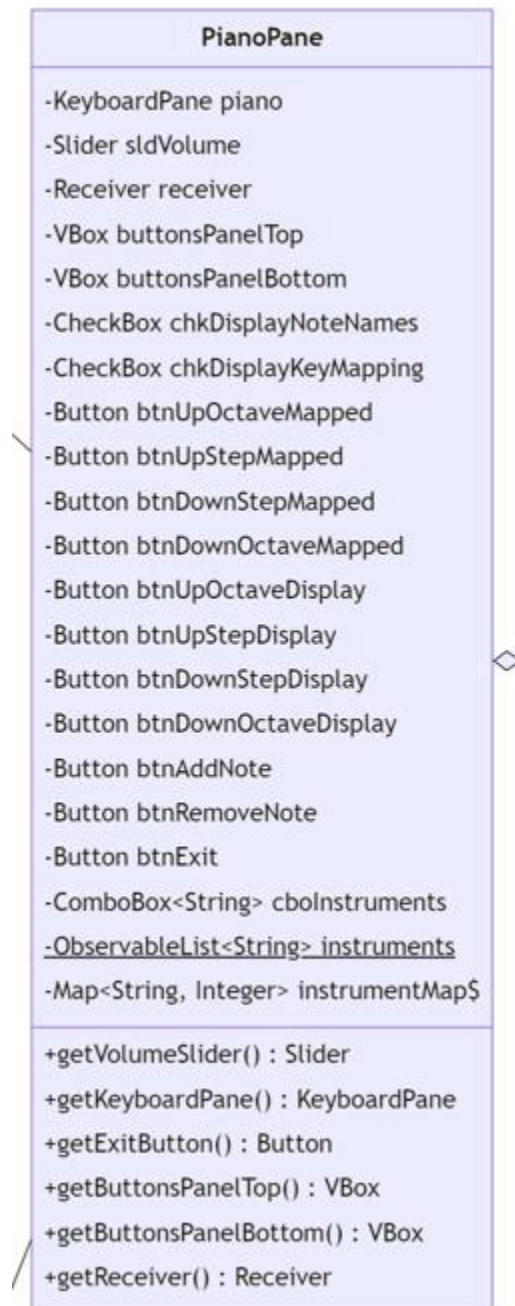 PianoPane
-KeyboardPane piano
-Slider sldVolume
-Receiver receiver
-VBox buttonsPanelTop
-VBox buttonsPanelBottom
-CheckBox chkDisplayNoteNames
-CheckBox chkDisplayKeyMapping
-Button btnUpOctaveMapped
-Button btnUpStepMapped
-Button btnDownStepMapped
-Button btnDownOctaveMapped
-Button btnUpOctaveDisplay
-Button btnUpStepDisplay
-Button btnDownStepDisplay
-Button btnDownOctaveDisplay
-Button btnAddNote
-Button btnRemoveNote
-Button btnExit
-ComboBox<String> cboInstruments
-ObservableList<String> instruments
-Map<String, Integer> instrumentMap$
+getVolumeSlider() : Slider
+getKeyboardPane() : KeyboardPane
+getExitButton() : Button
+getButtonsPanelTop() : VBox
+getButtonsPanelBottom() : VBox
+getReceiver() : Receiver